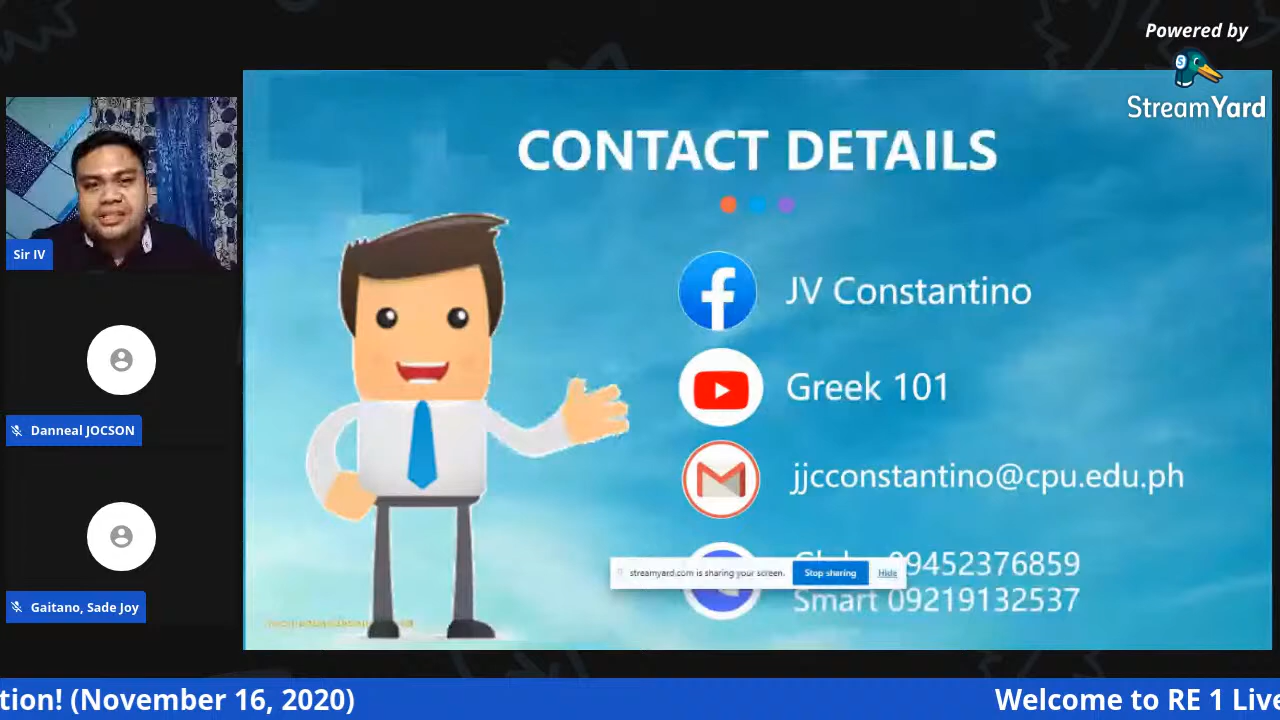 Powered by
StreamYard
CONTACT DETAILS
JV Constantino
Greek 101
jjcconstantino@cpu.edu.ph
09452376859
streamyard.com is sharing your screen.
Stop sharing
Hide
Smart 09219132537
Sir IV
Danneal JOCSON
Gaitano, Sade Joy
tion! (November 16, 2020)
Welcome to RE 1 Live